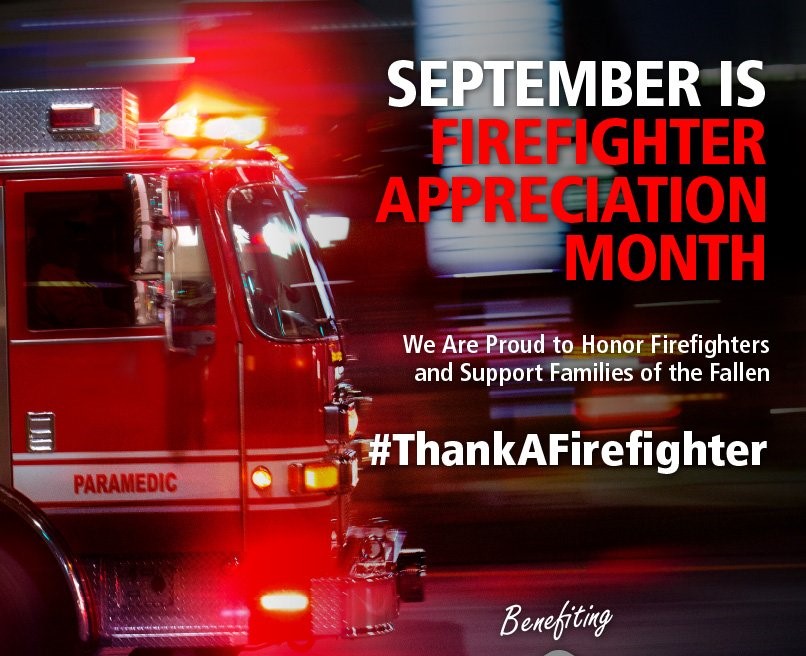 SEPTEMBER IS
FIREFIGHTER
APPRECIATION
MONTH
We Are Proud to Honor Firefighters
and Support Families of the Fallen
#ThankAFirefighter
PARAMEDIC
Benefiting